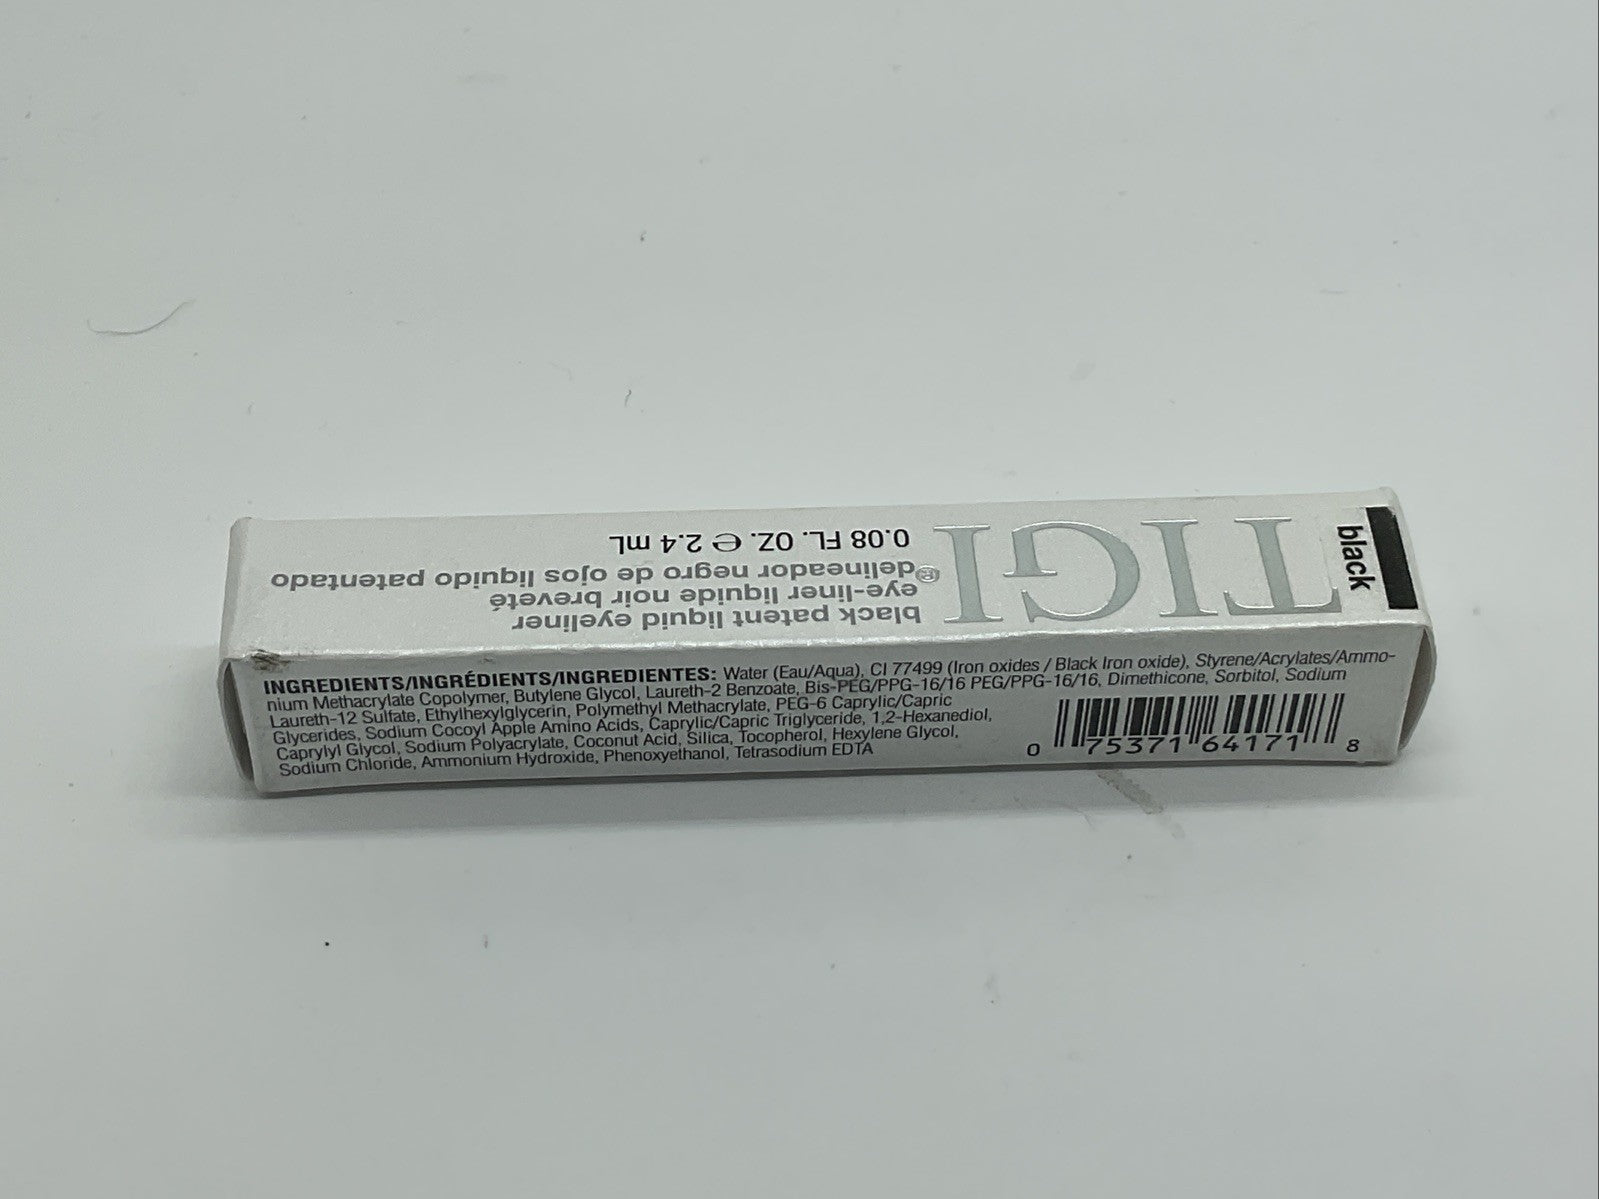 black
TIGI®
black patent liquid eyeliner
eye-liner liquide noir breveté
delineador negro de ojos liquido patentado
0.08 FL. OZ. ℮ 2.4 mL
INGREDIENTS/INGRÉDIENTS/INGREDIENTES: Water (Eau/Aqua), CI 77499 (Iron oxides / Black Iron oxide), Styrene/Acrylates/Ammo-
nium Methacrylate Copolymer, Butylene Glycol, Laureth-2 Benzoate, Bis-PEG/PPG-16/16 PEG/PPG-16/16, Dimethicone, Sorbitol, Sodium
Laureth-12 Sulfate, Ethylhexylglycerin, Polymethyl Methacrylate, PEG-6 Caprylic/Capric
Glycerides, Sodium Cocoyl Apple Amino Acids, Caprylic/Capric Triglyceride, 1,2-Hexanediol,
Caprylyl Glycol, Sodium Polyacrylate, Coconut Acid, Silica, Tocopherol, Hexylene Glycol,
Sodium Chloride, Ammonium Hydroxide, Phenoxyethanol, Tetrasodium EDTA
0 75371 64171 8